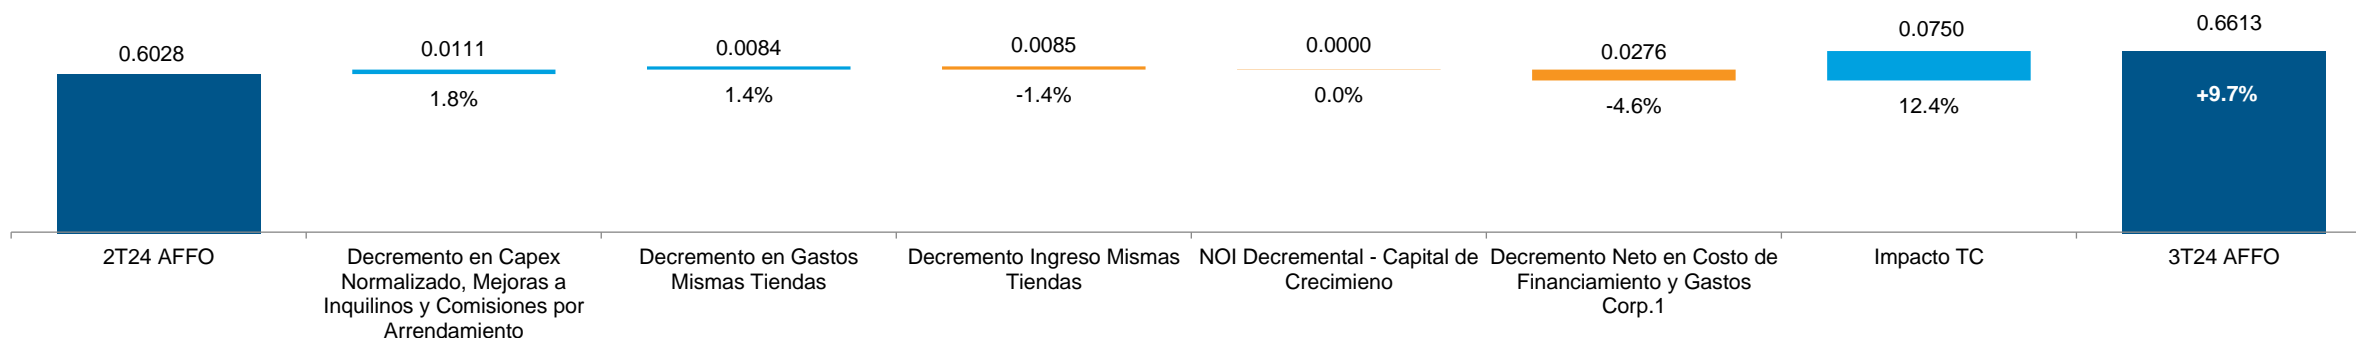 0.6028
0.0111
0.0084
0.0085
0.0000
0.0276
0.0750
0.6613
1.8%
1.4%
-1.4%
0.0%
-4.6%
12.4%
+9.7%
2T24 AFFO
Decremento en Capex
Normalizado, Mejoras a
Inquilinos y Comisiones por
Arrendamiento
Decremento en Gastos
Mismas Tiendas
Decremento Ingreso Mismas
Tiendas
NOI Decremental - Capital de
Crecimieno
Decremento Neto en Costo de
Financiamiento y Gastos
Corp.1
Impacto TC
3T24 AFFO